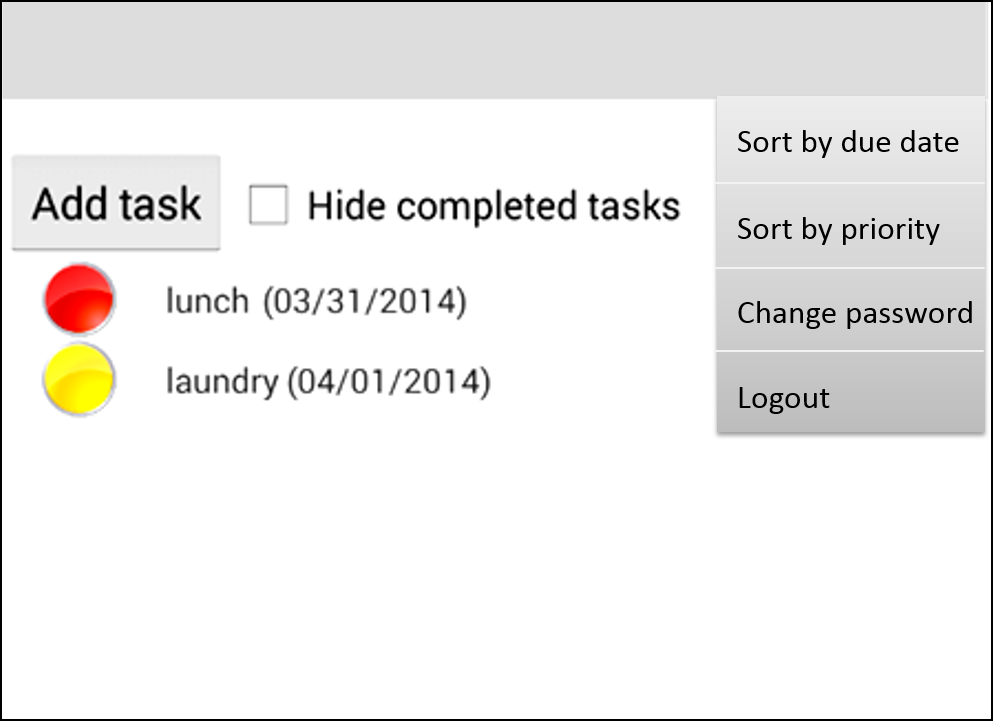 Sort by due date
Add task
Hide completed tasks
Sort by priority
lunch (03/31/2014)
Change password
laundry (04/01/2014)
Logout